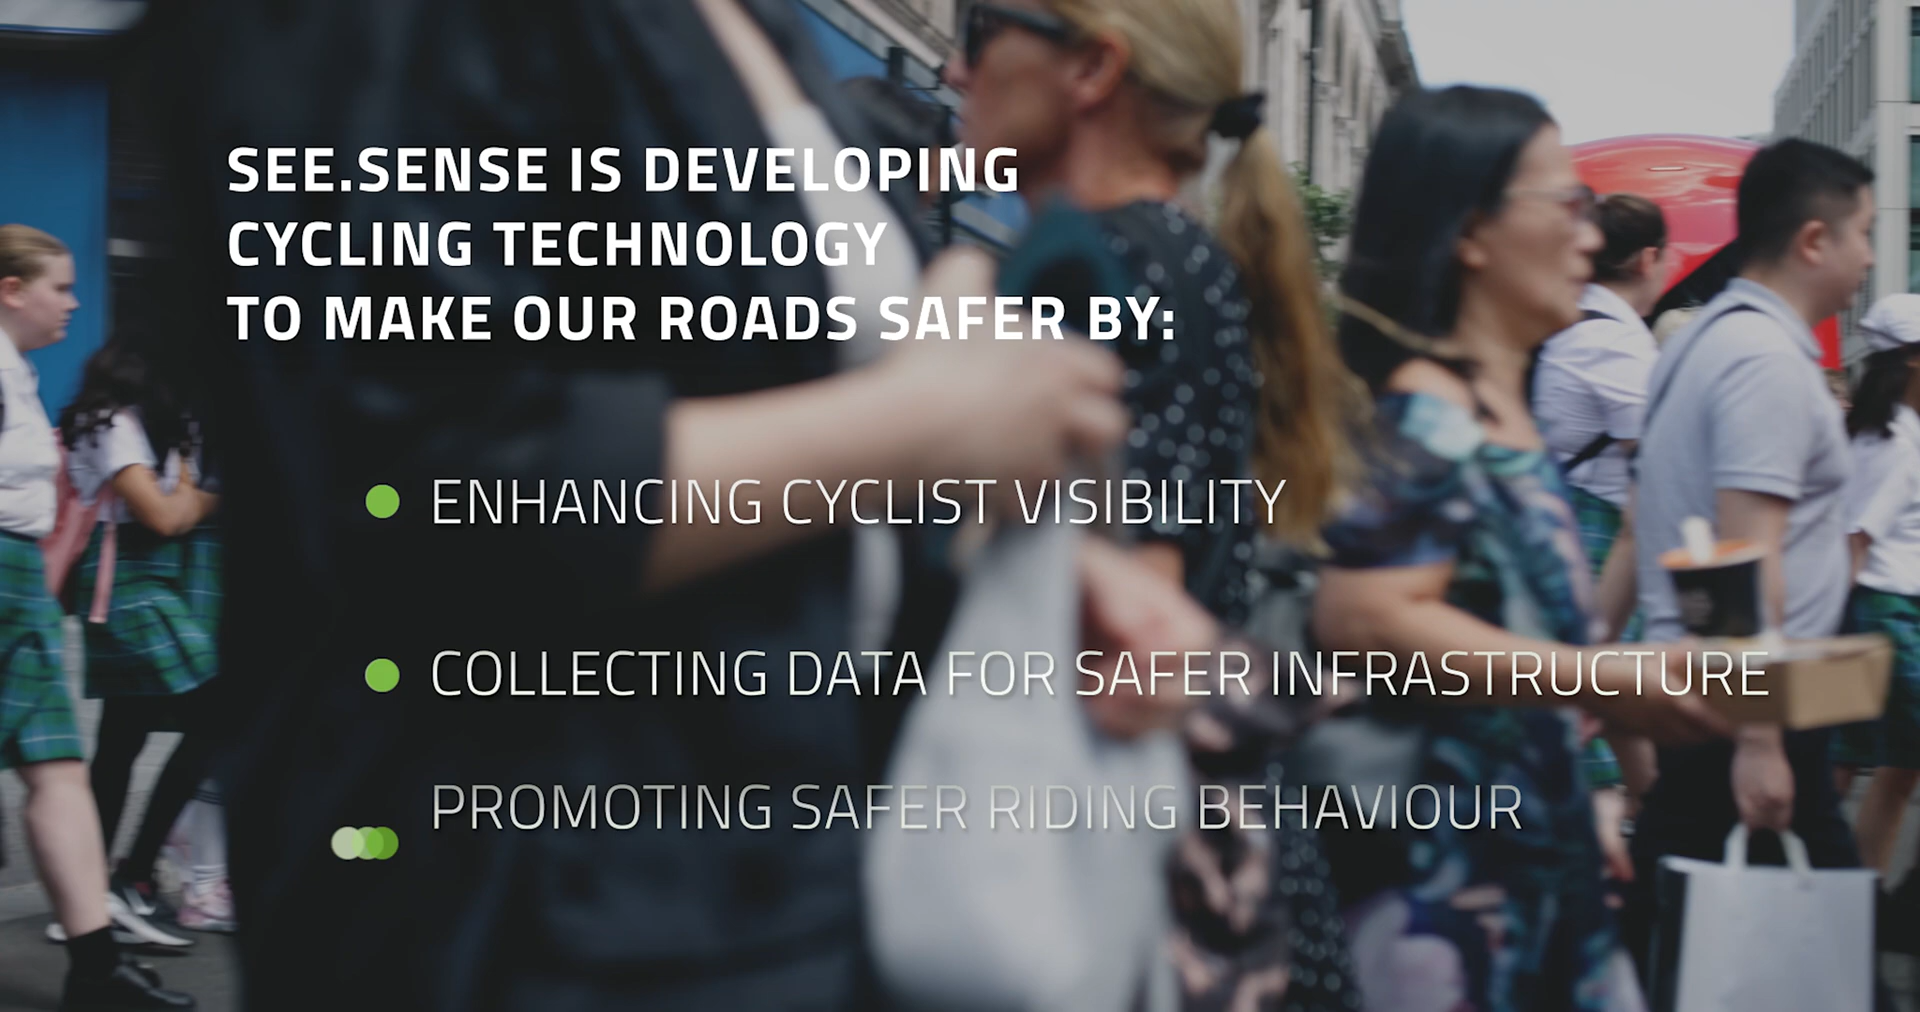 SEE.SENSE IS DEVELOPING
CYCLING TECHNOLOGY
TO MAKE OUR ROADS SAFER BY:
ENHANCING CYCLIST VISIBILITY
COLLECTING DATA FOR SAFER INFRASTRUCTURE
PROMOTING SAFER RIDING BEHAVIOUR